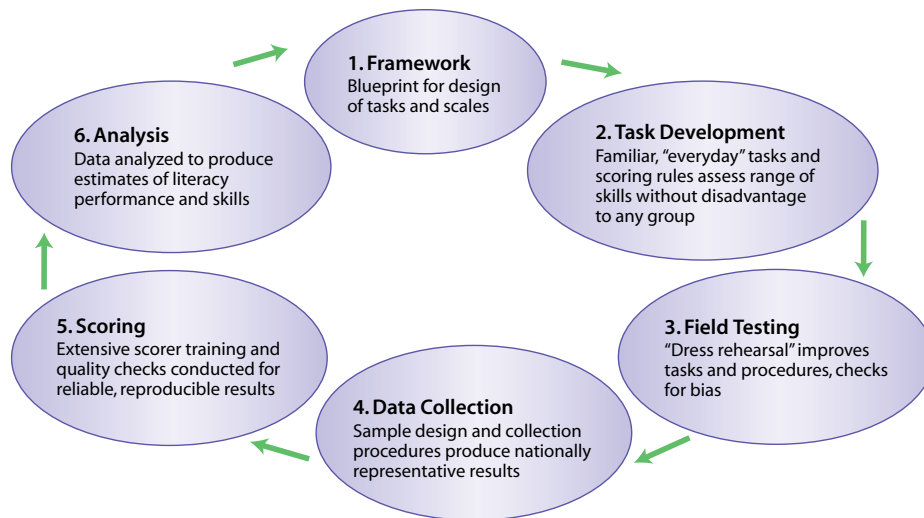 1. Framework
Blueprint for design
of tasks and scales
2. Task Development
Familiar, “everyday” tasks and
scoring rules assess range of
skills without disadvantage
to any group
3. Field Testing
“Dress rehearsal” improves
tasks and procedures, checks
for bias
4. Data Collection
Sample design and collection
procedures produce nationally
representative results
5. Scoring
Extensive scorer training and
quality checks conducted for
reliable, reproducible results
6. Analysis
Data analyzed to produce
estimates of literacy
performance and skills